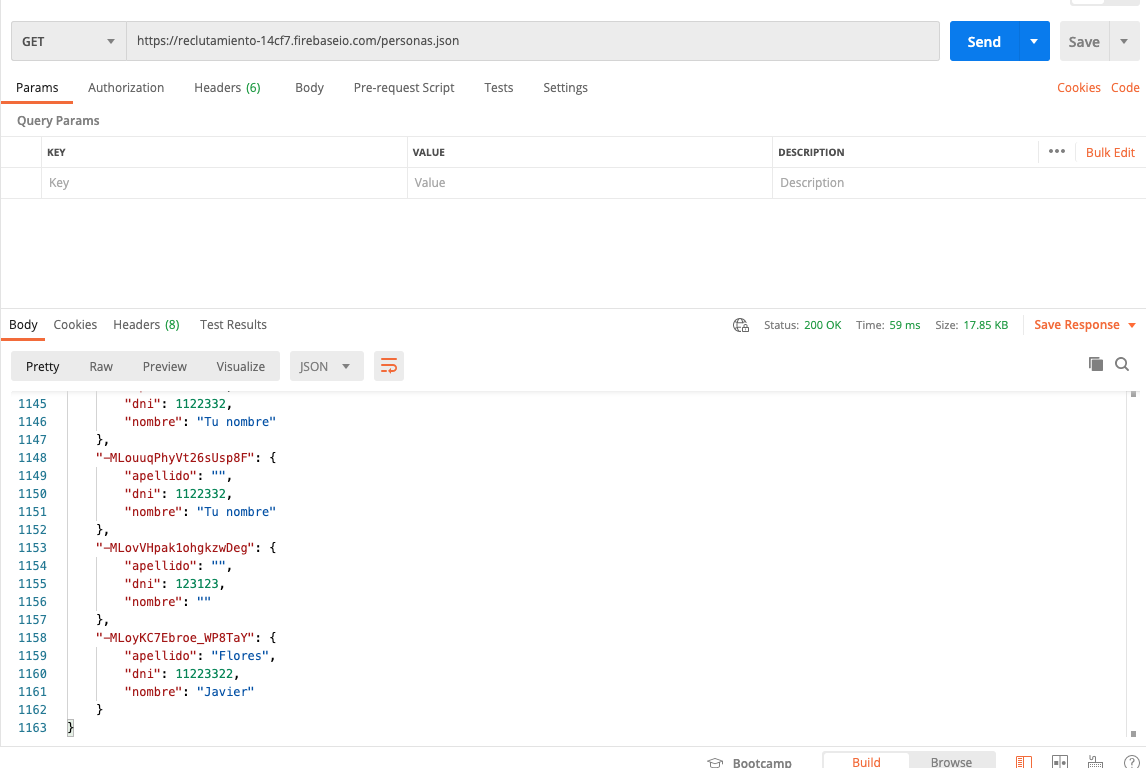 GET https://reclutamiento-14cf7.firebaseio.com/personas.json Send Save
Params Authorization Headers (6) Body Pre-request Script Tests Settings Cookies Code
Query Params
KEY VALUE DESCRIPTION ••• Bulk Edit
Key Value Description
Body Cookies Headers (8) Test Results Status: 200 OK Time: 59 ms Size: 17.85 KB Save Response
Pretty Raw Preview Visualize JSON
1145 "dni": 1122332,
1146 "nombre": "Tu nombre"
1147 },
1148 "-MLouuqPhyVt26sUsp8F": {
1149 "apellido": "",
1150 "dni": 1122332,
1151 "nombre": "Tu nombre"
1152 },
1153 "-MLovVHpak1ohgkzwDeg": {
1154 "apellido": "",
1155 "dni": 123123,
1156 "nombre": ""
1157 },
1158 "-MLoyKC7Ebroe_WP8TaY": {
1159 "apellido": "Flores",
1160 "dni": 11223322,
1161 "nombre": "Javier"
1162 }
1163 }
Bootcamp Build Browse